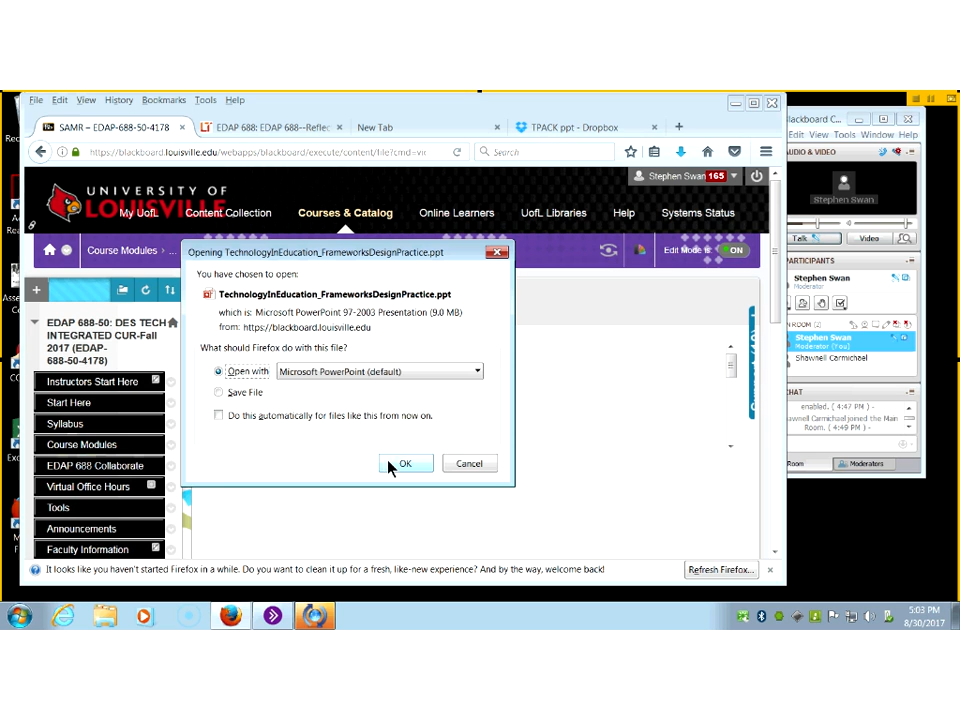 File Edit View History Bookmarks Tools Help
SAMR – EDAP-688-50-4178 ×
EDAP 688: EDAP 688--Reflec ×
New Tab ×
TPACK ppt - Dropbox ×
https://blackboard.louisville.edu/webapps/blackboard/execute/content/file?cmd=vi
Search
UNIVERSITY OF
LOUISVILLE
Stephen Swan 165
My UofL Content Collection Courses & Catalog Online Learners UofL Libraries Help Systems Status
Course Modules > ...
Edit Mode is: ON
Opening TechnologyInEducation_FrameworksDesignPractice.ppt
You have chosen to open:
TechnologyInEducation_FrameworksDesignPractice.ppt
which is: Microsoft PowerPoint 97-2003 Presentation (9.0 MB)
from: https://blackboard.louisville.edu
What should Firefox do with this file?
Open with Microsoft PowerPoint (default)
Save File
Do this automatically for files like this from now on.
OK Cancel
EDAP 688-50: DES TECH
INTEGRATED CUR-Fall
2017 (EDAP-
688-50-4178)
Instructors Start Here
Start Here
Syllabus
Course Modules
EDAP 688 Collaborate
Virtual Office Hours
Tools
Announcements
Faculty Information
It looks like you haven't started Firefox in a while. Do you want to clean it up for a fresh, like-new experience? And by the way, welcome back!
Refresh Firefox...
lackboard C...
Edit View Tools Window Help
UDIO & VIDEO
Stephen Swan
Talk Video
PARTICIPANTS
Stephen Swan
Moderator
N ROOM (2)
Stephen Swan
Moderator (You)
Shawnell Carmichael
HAT
enabled. ( 4:47 PM ) -
hawnell Carmichael joined the Man
Room. ( 4:49 PM ) -
Room Moderators
5:03 PM
8/30/2017